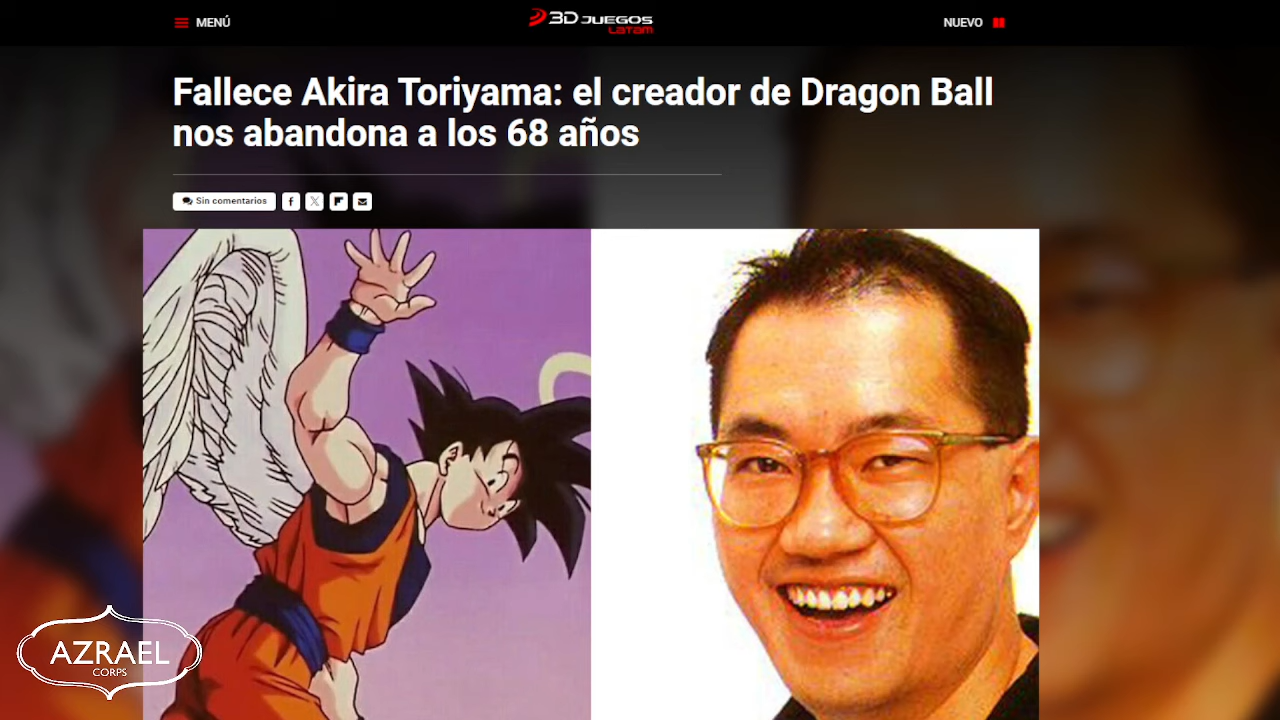 MENÚ
3D JUEGOS
LATAM
NUEVO
Fallece Akira Toriyama: el creador de Dragon Ball
nos abandona a los 68 años
Sin comentarios
AZRAEL
CORPS